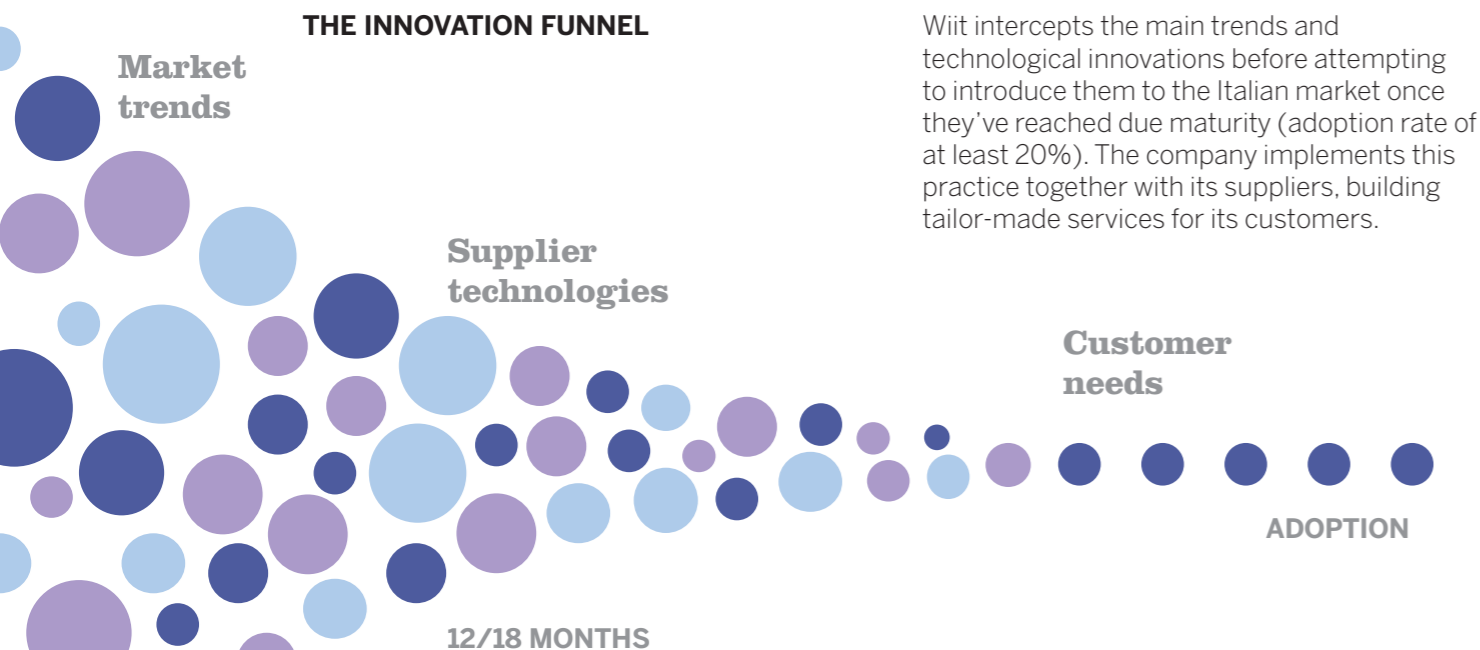 THE INNOVATION FUNNEL
Wiit intercepts the main trends and
technological innovations before attempting
to introduce them to the Italian market once
they've reached due maturity (adoption rate of
at least 20%). The company implements this
practice together with its suppliers, building
tailor-made services for its customers.
Market
trends
Supplier
technologies
Customer
needs
ADOPTION
12/18 MONTHS